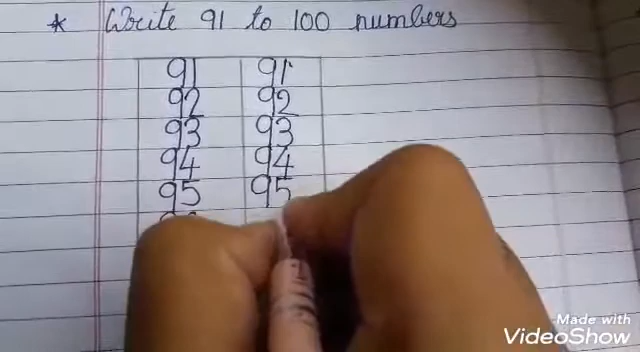 * Write 91 to 100 numbers
91 91
92 92
93 93
94 94
95 95
Made with
VideoShow